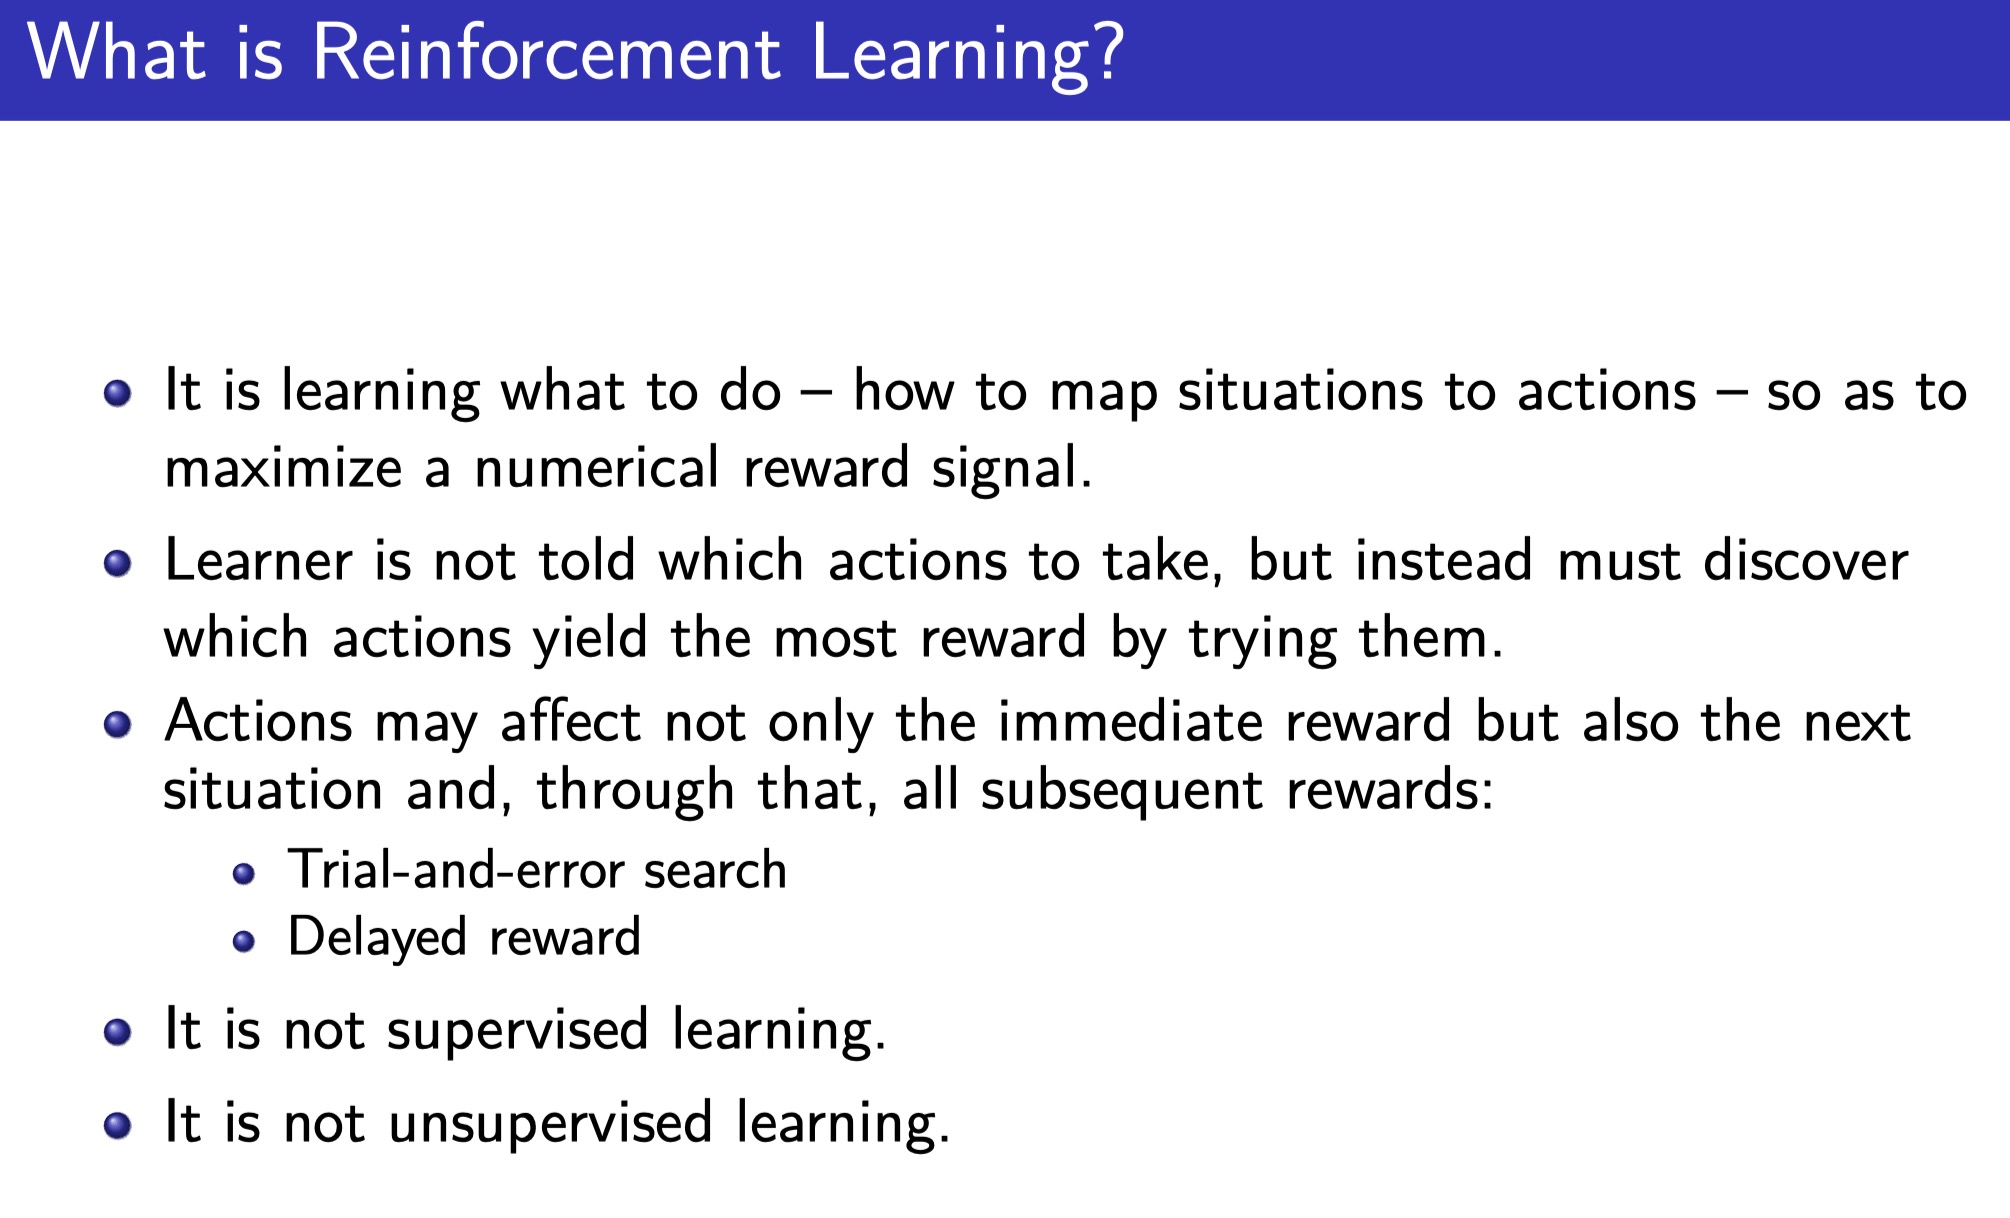 What is Reinforcement Learning?
It is learning what to do – how to map situations to actions – so as to
maximize a numerical reward signal.
Learner is not told which actions to take, but instead must discover
which actions yield the most reward by trying them.
Actions may affect not only the immediate reward but also the next
situation and, through that, all subsequent rewards:
Trial-and-error search
Delayed reward
It is not supervised learning.
It is not unsupervised learning.